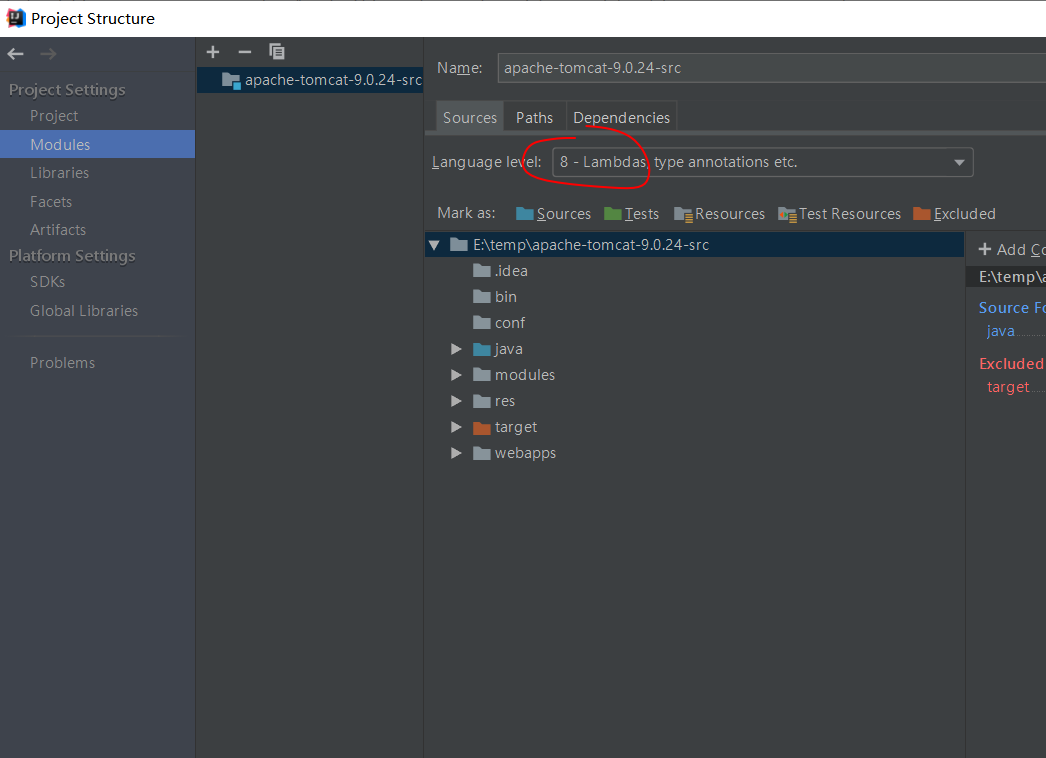 Project Structure
Project Settings
Project
Modules
Libraries
Facets
Artifacts
Platform Settings
SDKs
Global Libraries
Problems
apache-tomcat-9.0.24-src
Name: apache-tomcat-9.0.24-src
Sources Paths Dependencies
Language level: 8 - Lambdas, type annotations etc.
Mark as: Sources Tests Resources Test Resources Excluded
E:\temp\apache-tomcat-9.0.24-src
.idea
bin
conf
java
modules
res
target
webapps
+ Add Co
E:\temp\a
Source Fo
java
Excluded
target